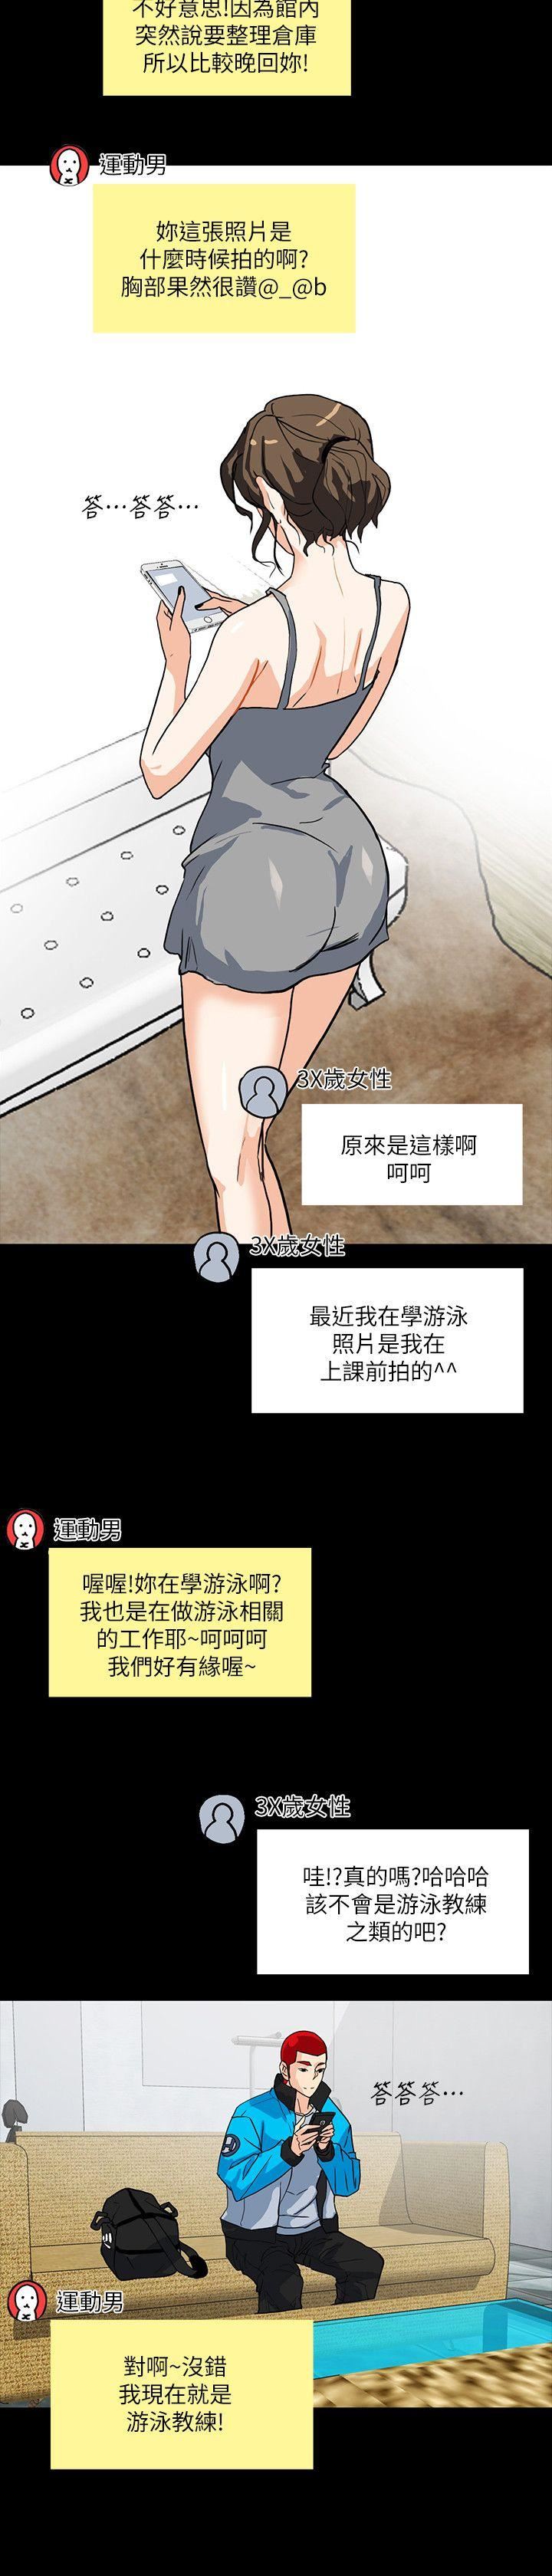 不好意思!因為館內
突然說要整理倉庫
所以比較晚回妳!
運動男
妳這張照片是
什麼時候拍的啊?
胸部果然很讚@_@b
答…答答…
3X歲女性
原來是這樣啊
呵呵
3X歲女性
最近我在學游泳
照片是我在
上課前拍的^^
運動男
喔喔!妳在學游泳啊?
我也是在做游泳相關
的工作耶~呵呵呵
我們好有緣喔~
3X歲女性
哇!?真的嗎?哈哈哈
該不會是游泳教練
之類的吧?
答答答…
運動男
對啊~沒錯
我現在就是
游泳教練!